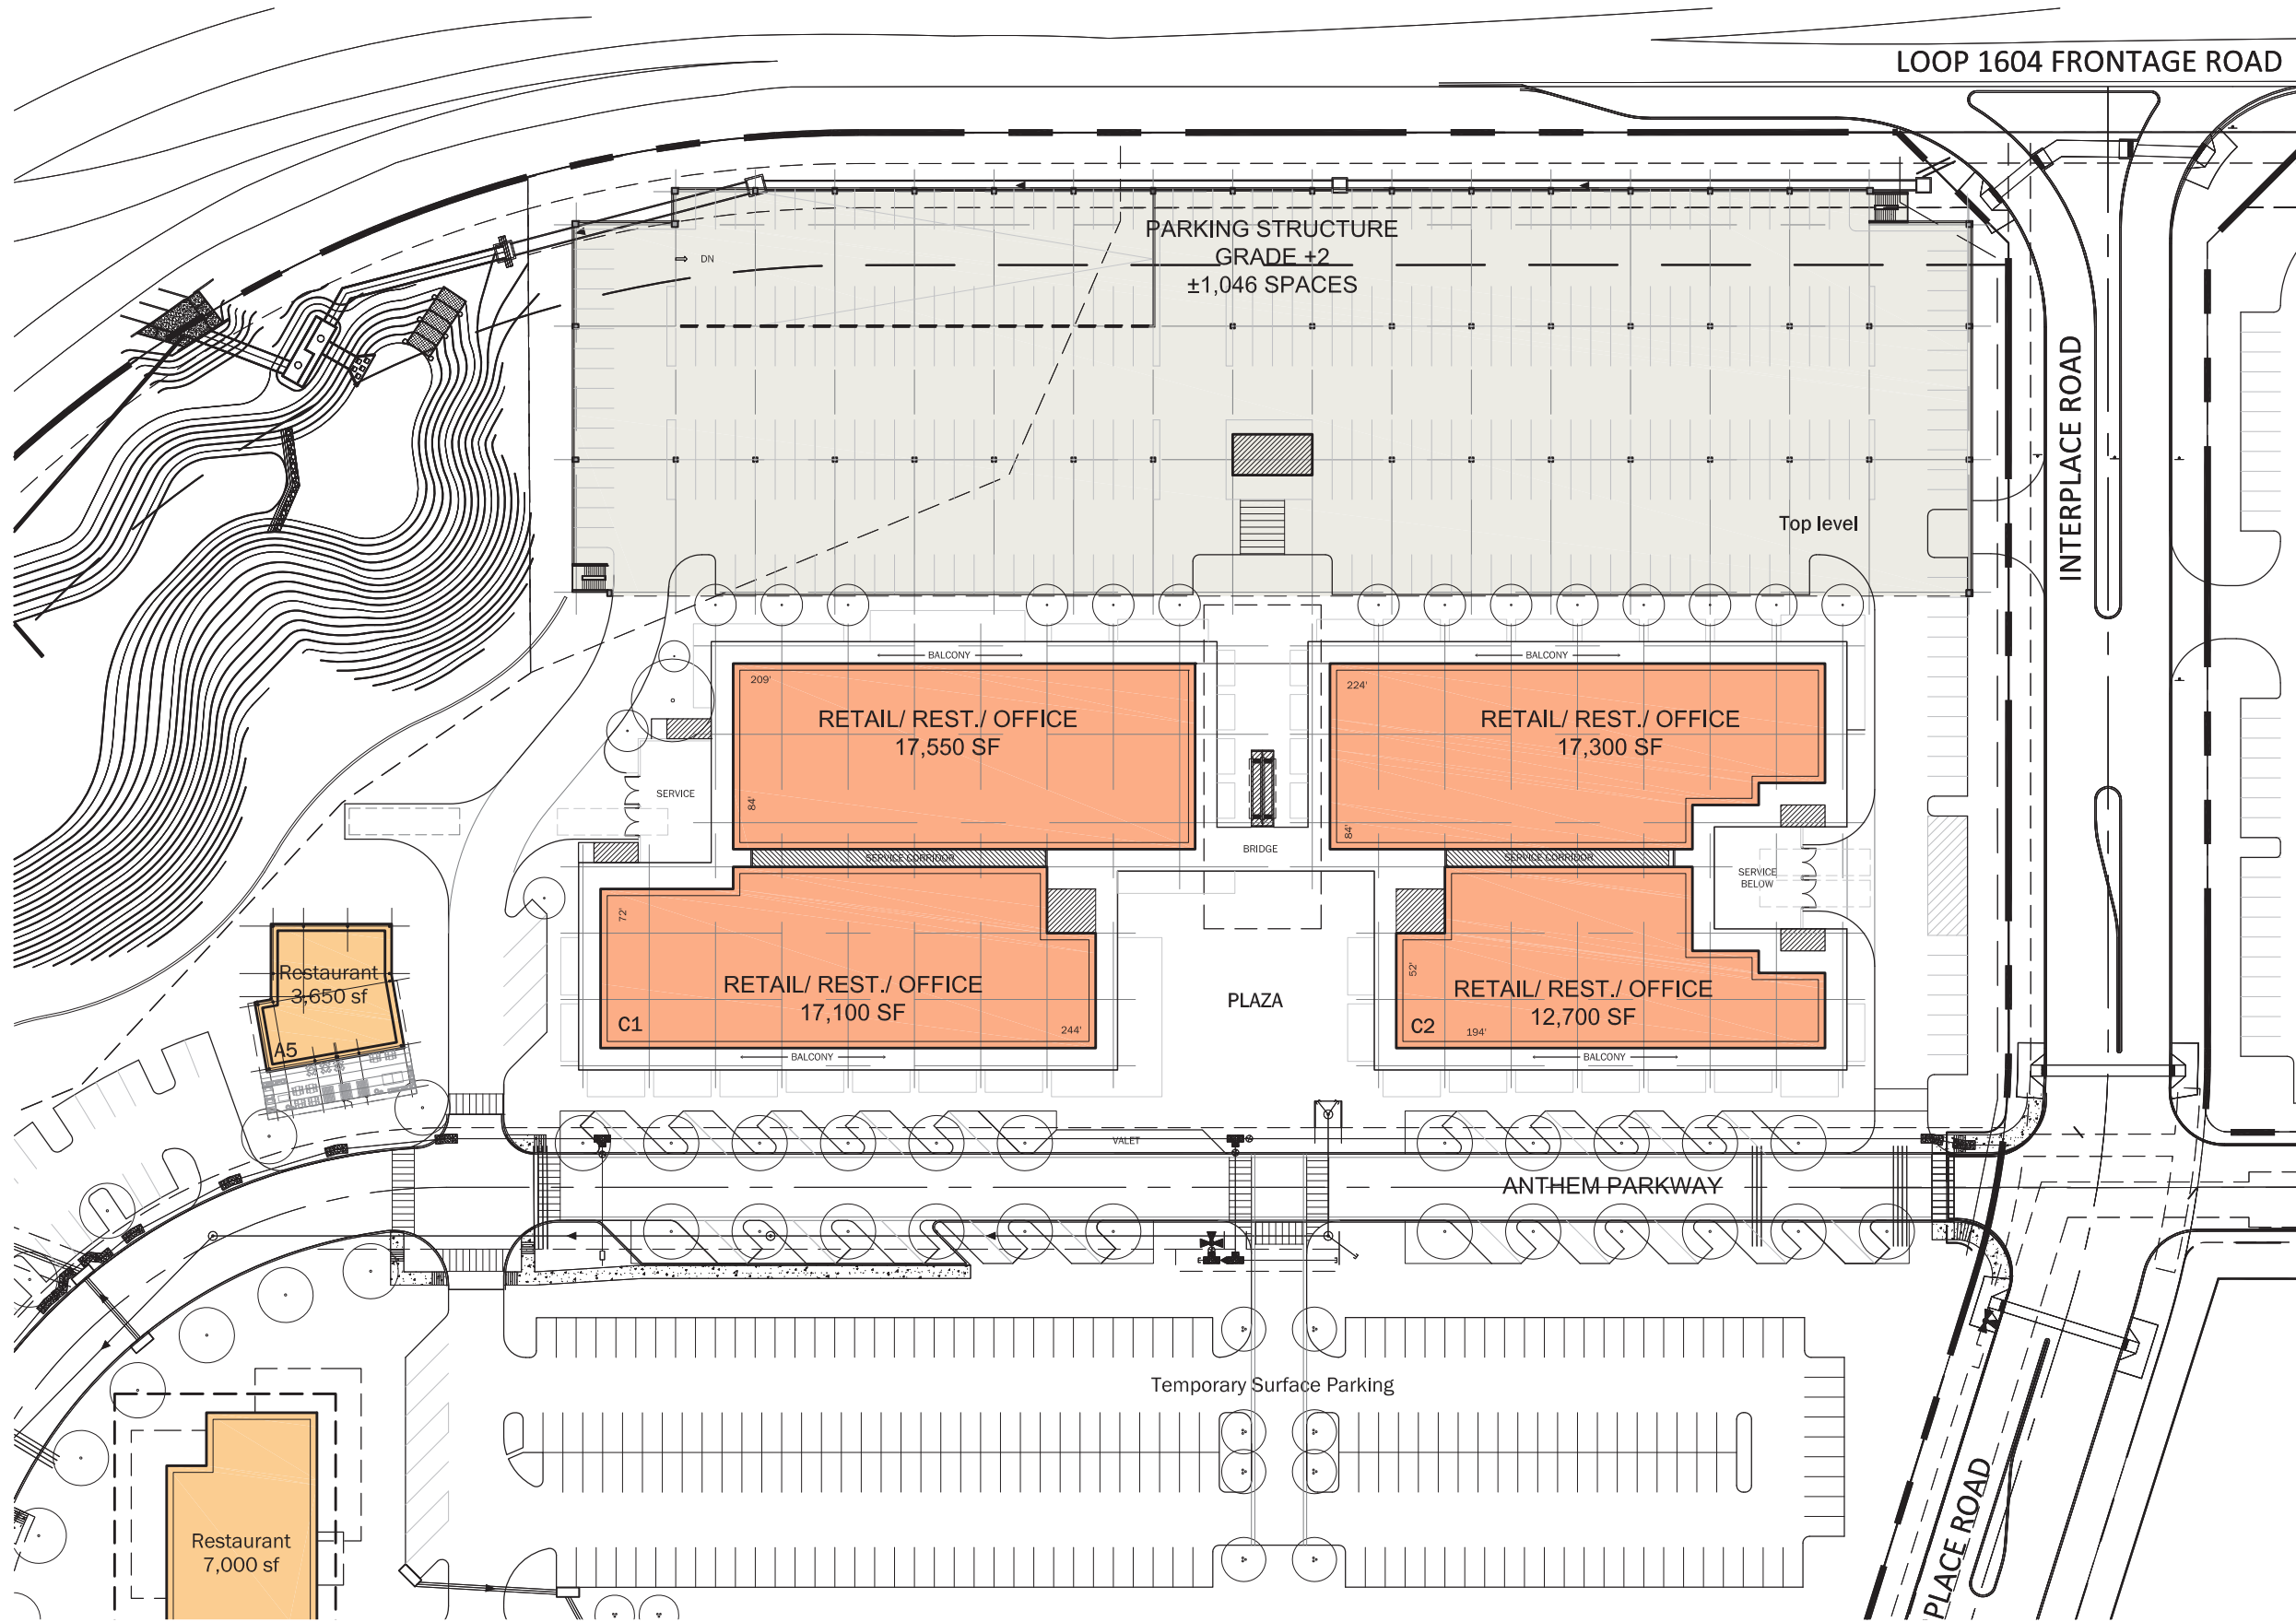 LOOP 1604 FRONTAGE ROAD
PARKING STRUCTURE
GRADE +2
±1,046 SPACES
DN
INTERPLACE ROAD
Top level
BALCONY
BALCONY
209'
RETAIL/ REST./ OFFICE
17,550 SF
84'
224'
RETAIL/ REST./ OFFICE
17,300 SF
84'
SERVICE
SERVICE CORRIDOR
BRIDGE
SERVICE CORRIDOR
SERVICE
BELOW
72'
RETAIL/ REST./ OFFICE
17,100 SF
C1
244'
BALCONY
PLAZA
52'
RETAIL/ REST./ OFFICE
12,700 SF
C2
194'
BALCONY
Restaurant
3,650 sf
A5
VALET
ANTHEM PARKWAY
Temporary Surface Parking
Restaurant
7,000 sf
PLACE ROAD